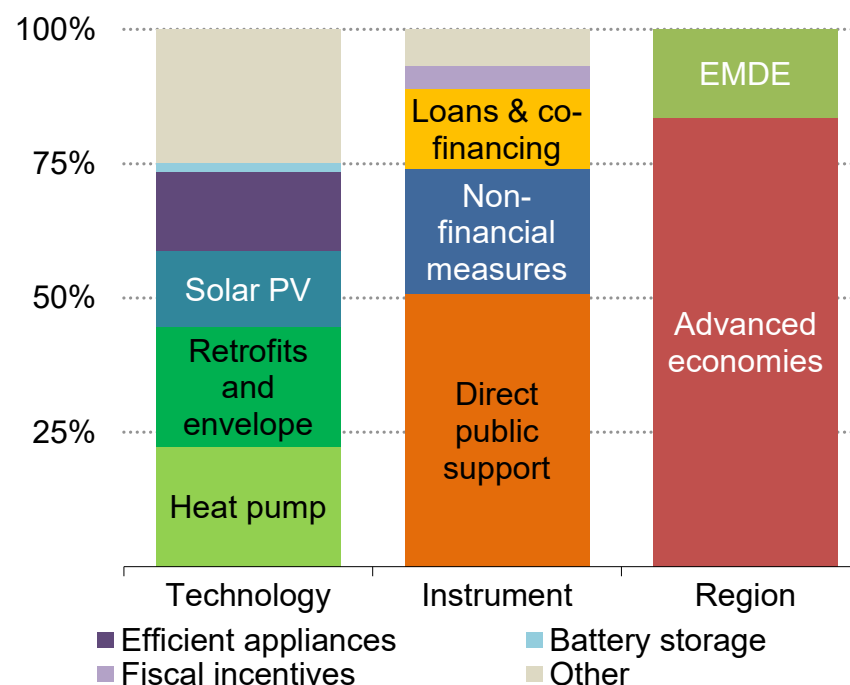 100%
75%
50%
25%
Solar PV
Retrofits
and
envelope
Heat pump
Loans & co-
financing
Non-
financial
measures
Direct
public
support
EMDE
Advanced
economies
Technology
Instrument
Region
Efficient appliances
Battery storage
Fiscal incentives
Other